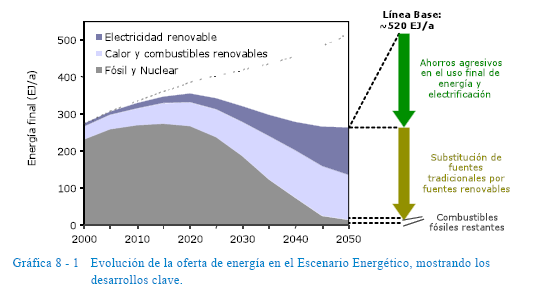 Línea Base:
~520 EJ/a
500
400
300
200
100
0
Energía final (EJ/a)
Electricidad renovable
Calor y combustibles renovables
Fósil y Nuclear
2000
2010
2020
2030
2040
2050
Ahorros agresivos
en el uso final de
energía y
electrificación
Substitución de
fuentes
tradicionales por
fuentes renovables
Combustibles
fósiles restantes
Gráfica 8 - 1 Evolución de la oferta de energía en el Escenario Energético, mostrando los
desarrollos clave.